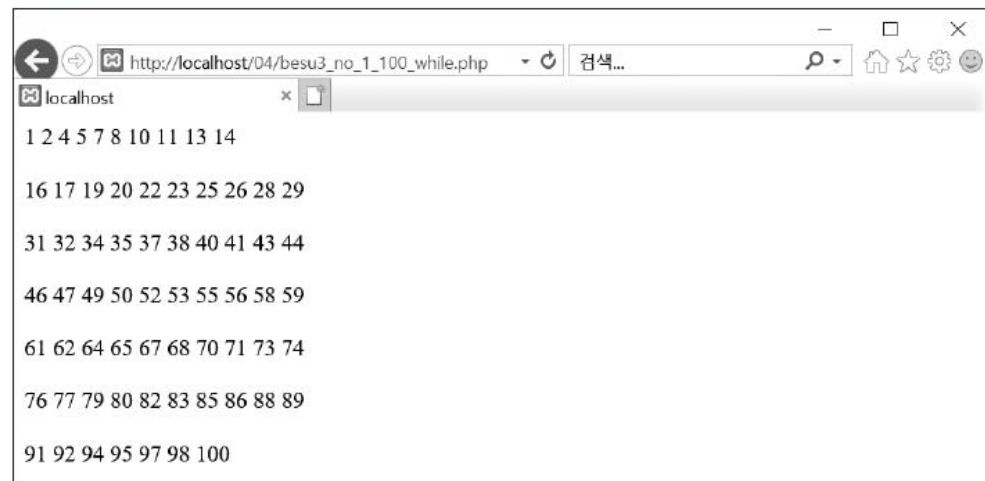 http://localhost/04/besu3_no_1_100_while.php 검색...
localhost
1 2 4 5 7 8 10 11 13 14
16 17 19 20 22 23 25 26 28 29
31 32 34 35 37 38 40 41 43 44
46 47 49 50 52 53 55 56 58 59
61 62 64 65 67 68 70 71 73 74
76 77 79 80 82 83 85 86 88 89
91 92 94 95 97 98 100